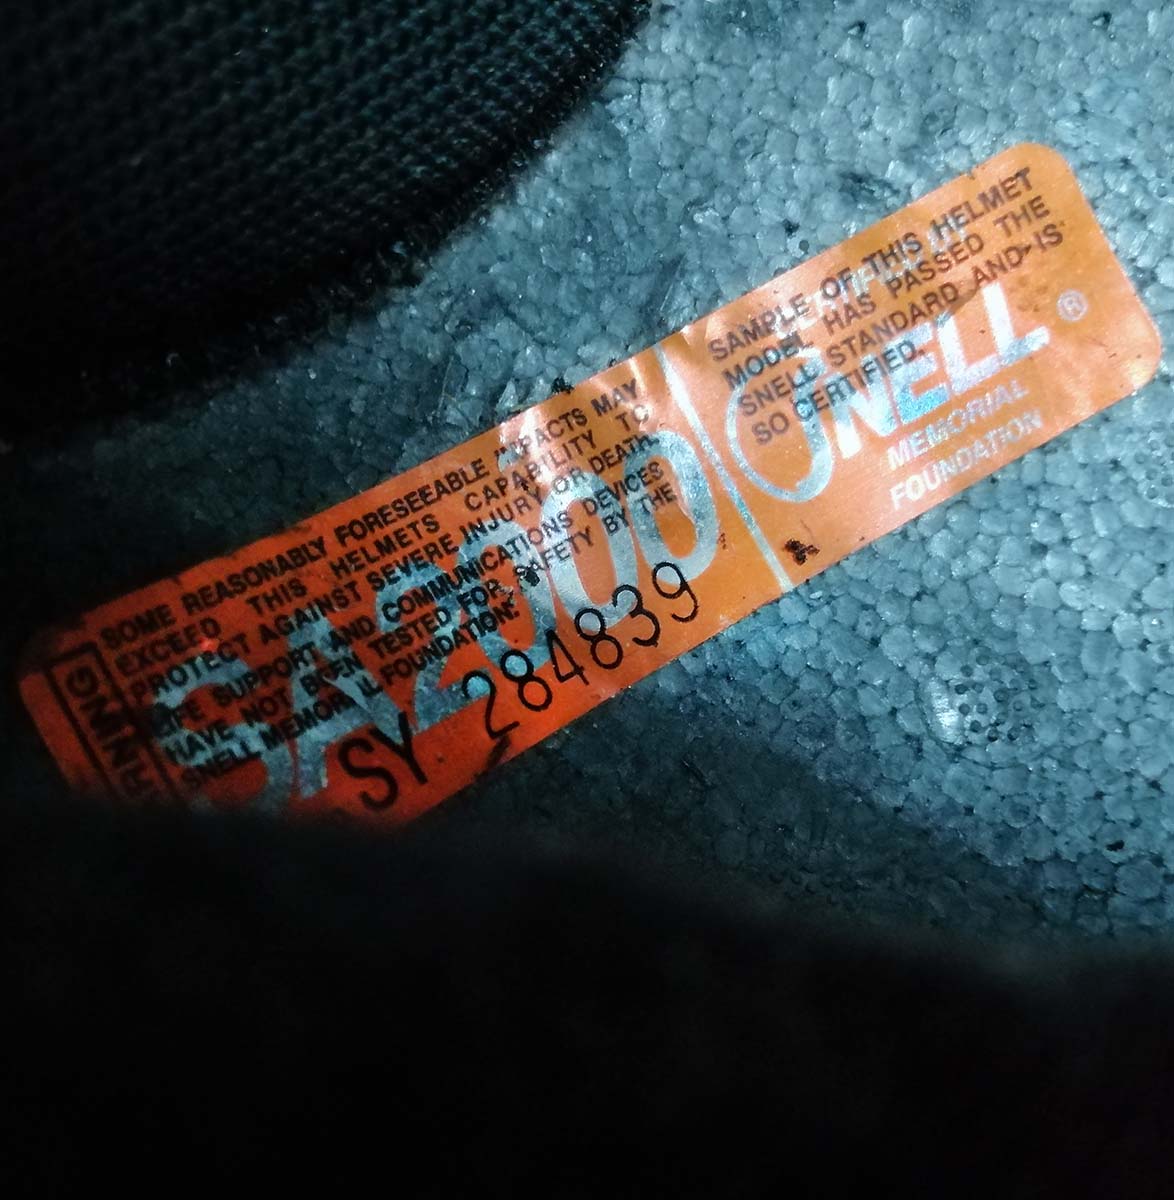 SOME REASONABLY FORESEEABLE IMPACTS MAY
EXCEED THIS HELMETS CAPABILITY TO
PROTECT AGAINST SEVERE INJURY OR DEATH.
LIFE SUPPORT AND COMMUNICATIONS DEVICES
HAVE NOT BEEN TESTED FOR SAFETY BY THE
SNELL MEMORIAL FOUNDATION.
SA2000
SY 284839
SAMPLE OF THIS HELMET
MODEL HAS PASSED THE
SNELL STANDARD AND IS
SO CERTIFIED.
SNELL ®
MEMORIAL
FOUNDATION